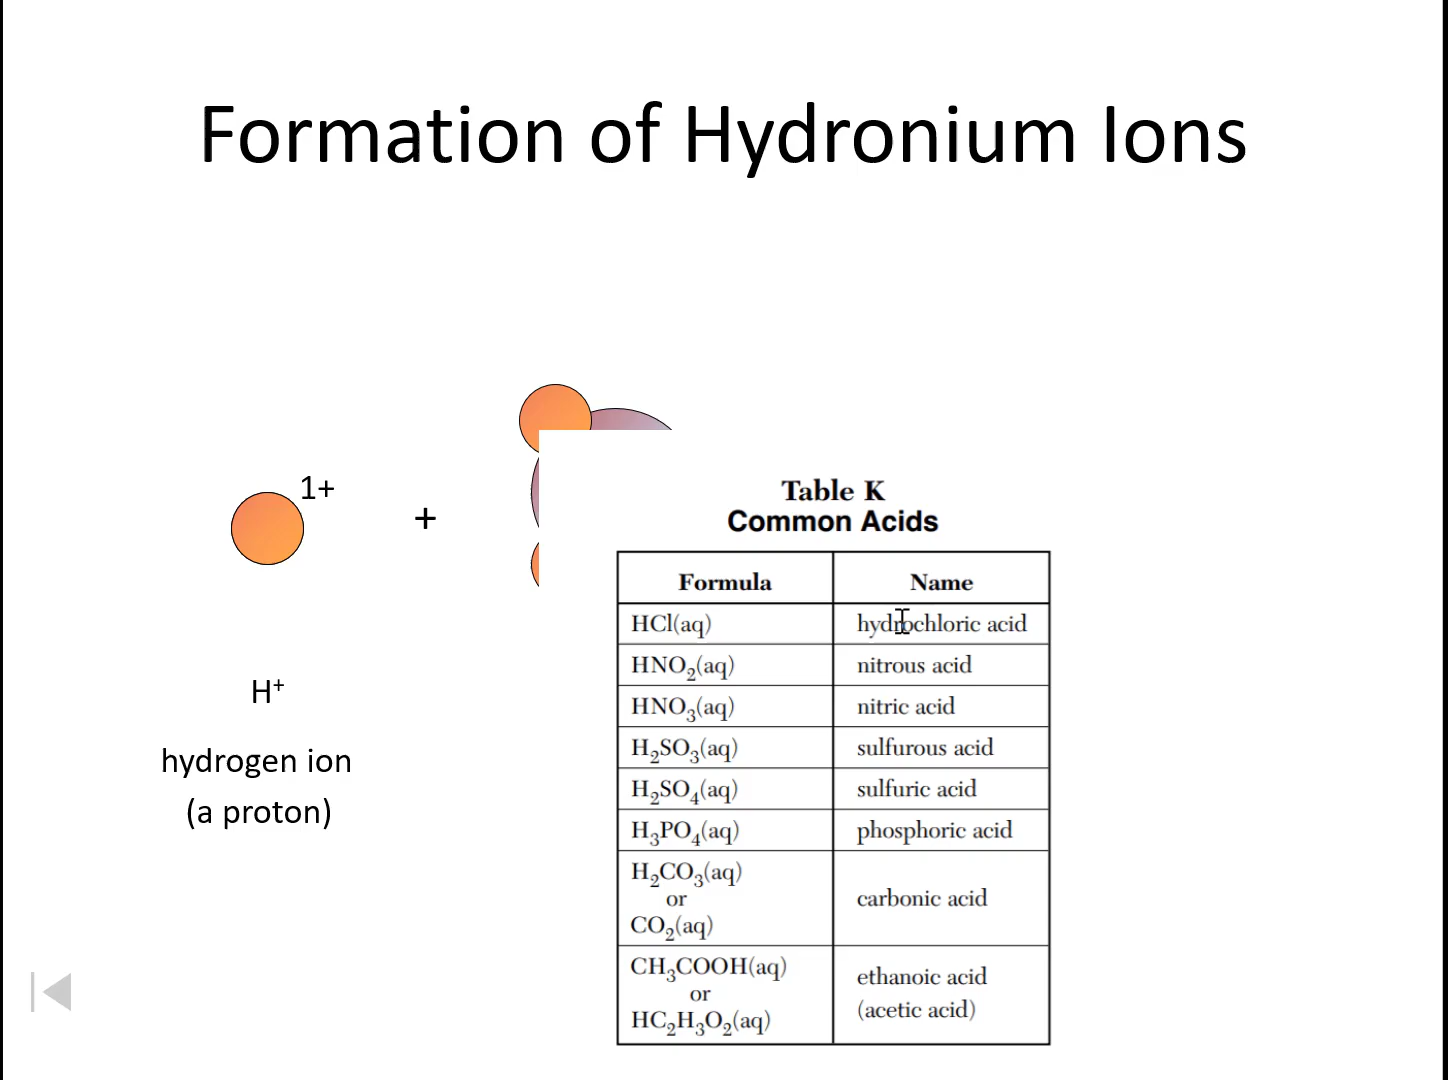 Formation of Hydronium Ions
1+
+
H⁺
hydrogen ion
(a proton)
Table K
Common Acids
Formula Name
HCl(aq) hydrochloric acid
HNO₂(aq) nitrous acid
HNO₃(aq) nitric acid
H₂SO₃(aq) sulfurous acid
H₂SO₄(aq) sulfuric acid
H₃PO₄(aq) phosphoric acid
H₂CO₃(aq)
or
CO₂(aq)
carbonic acid
CH₃COOH(aq)
or
HC₂H₃O₂(aq)
ethanoic acid
(acetic acid)